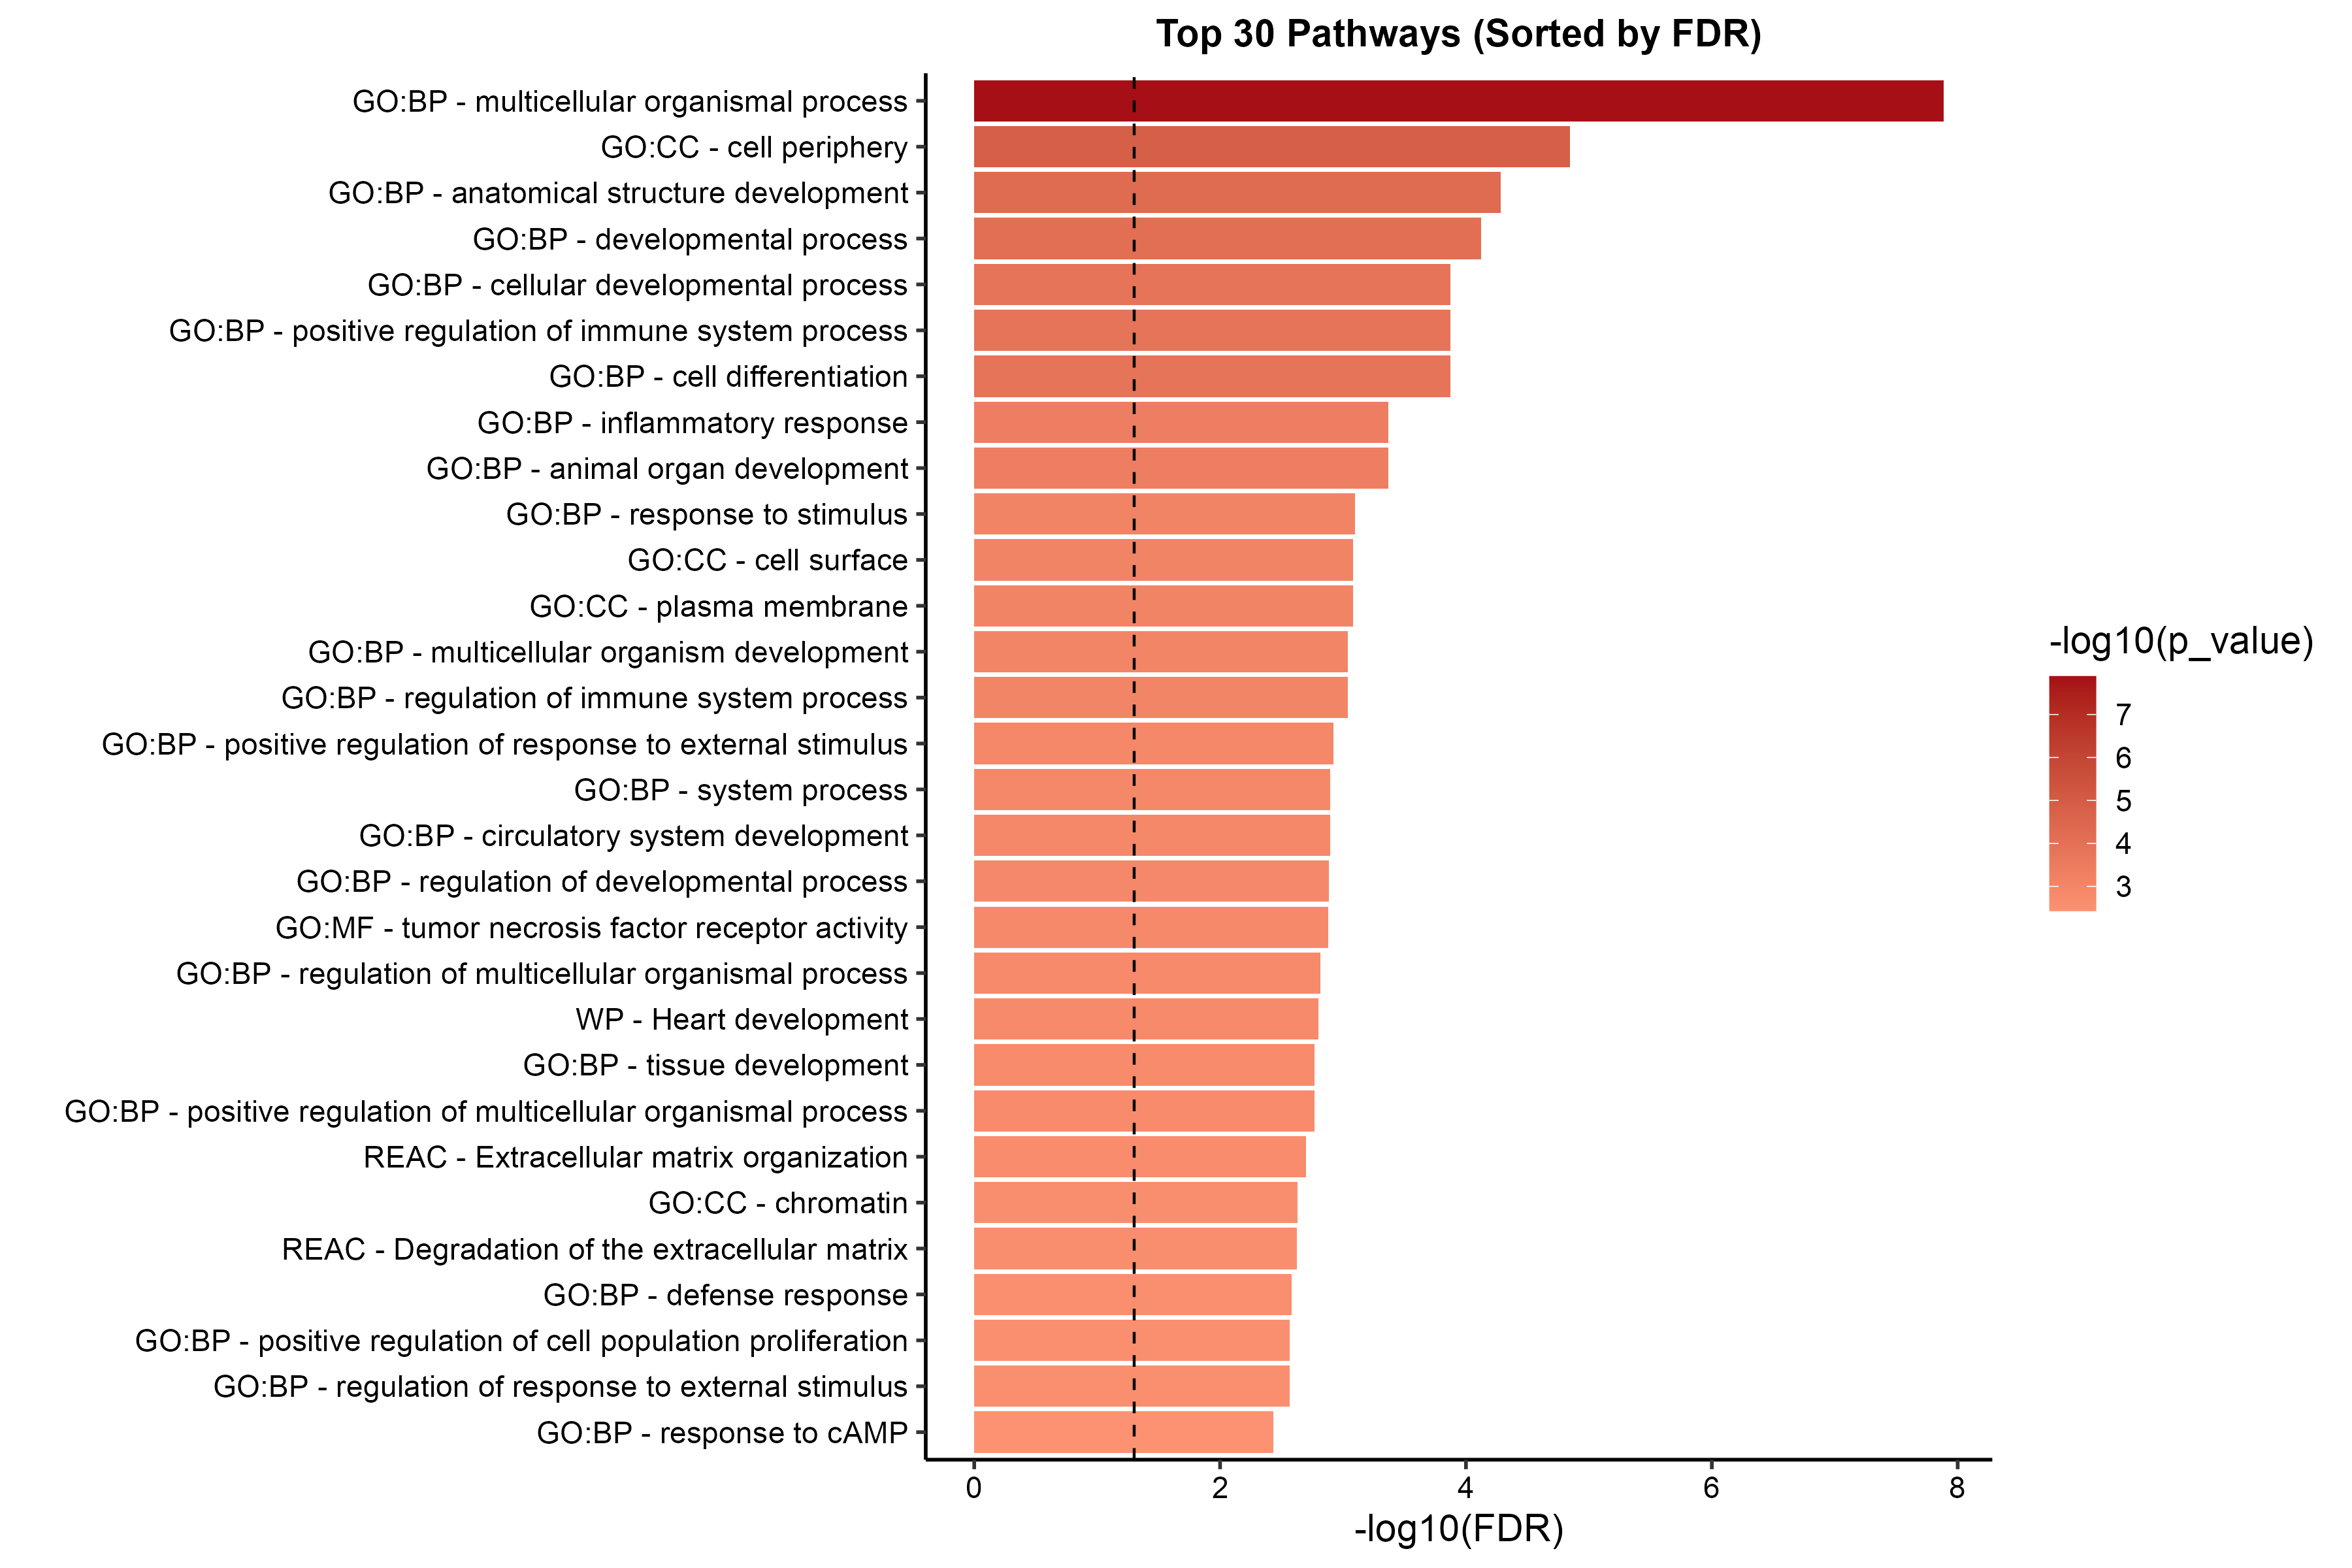 Top 30 Pathways (Sorted by FDR)
GO:BP - multicellular organismal process
GO:CC - cell periphery
GO:BP - anatomical structure development
GO:BP - developmental process
GO:BP - cellular developmental process
GO:BP - positive regulation of immune system process
GO:BP - cell differentiation
GO:BP - inflammatory response
GO:BP - animal organ development
GO:BP - response to stimulus
GO:CC - cell surface
GO:CC - plasma membrane
GO:BP - multicellular organism development
GO:BP - regulation of immune system process
GO:BP - positive regulation of response to external stimulus
GO:BP - system process
GO:BP - circulatory system development
GO:BP - regulation of developmental process
GO:MF - tumor necrosis factor receptor activity
GO:BP - regulation of multicellular organismal process
WP - Heart development
GO:BP - tissue development
GO:BP - positive regulation of multicellular organismal process
REAC - Extracellular matrix organization
GO:CC - chromatin
REAC - Degradation of the extracellular matrix
GO:BP - defense response
GO:BP - positive regulation of cell population proliferation
GO:BP - regulation of response to external stimulus
GO:BP - response to cAMP
0 2 4 6 8
-log10(FDR)
-log10(p_value)
7
6
5
4
3